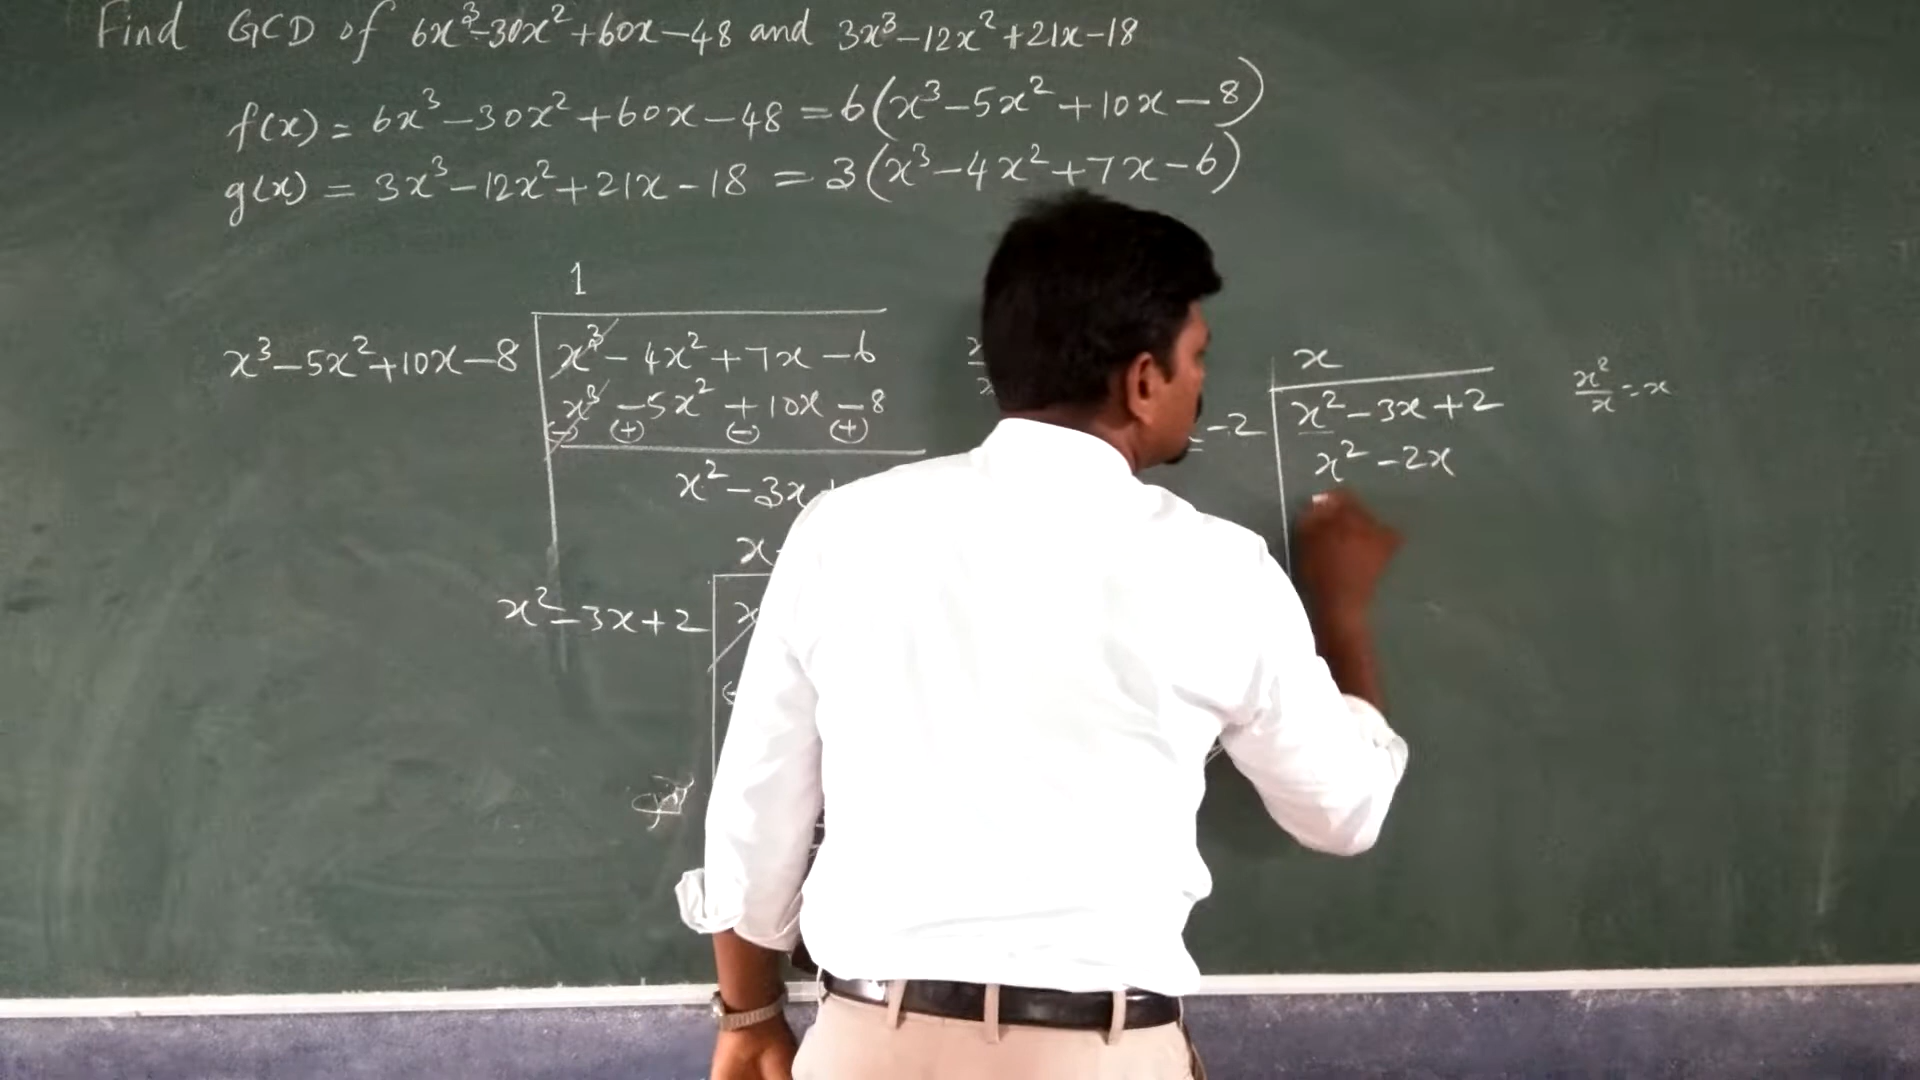 Find GCD of 6x³-30x²+60x-48 and 3x³-12x²+21x-18
f(x) = 6x³-30x²+60x-48 = 6(x³-5x²+10x-8)
g(x) = 3x³-12x²+21x-18 = 3(x³-4x²+7x-6)
1
x³-5x²+10x-8
x³-4x²+7x-6
x³-5x²+10x-8
(-) (+) (-) (+)
x²-3x
x²-3x+2
x
-2
x²-3x+2
x²-2x
x²/x = x